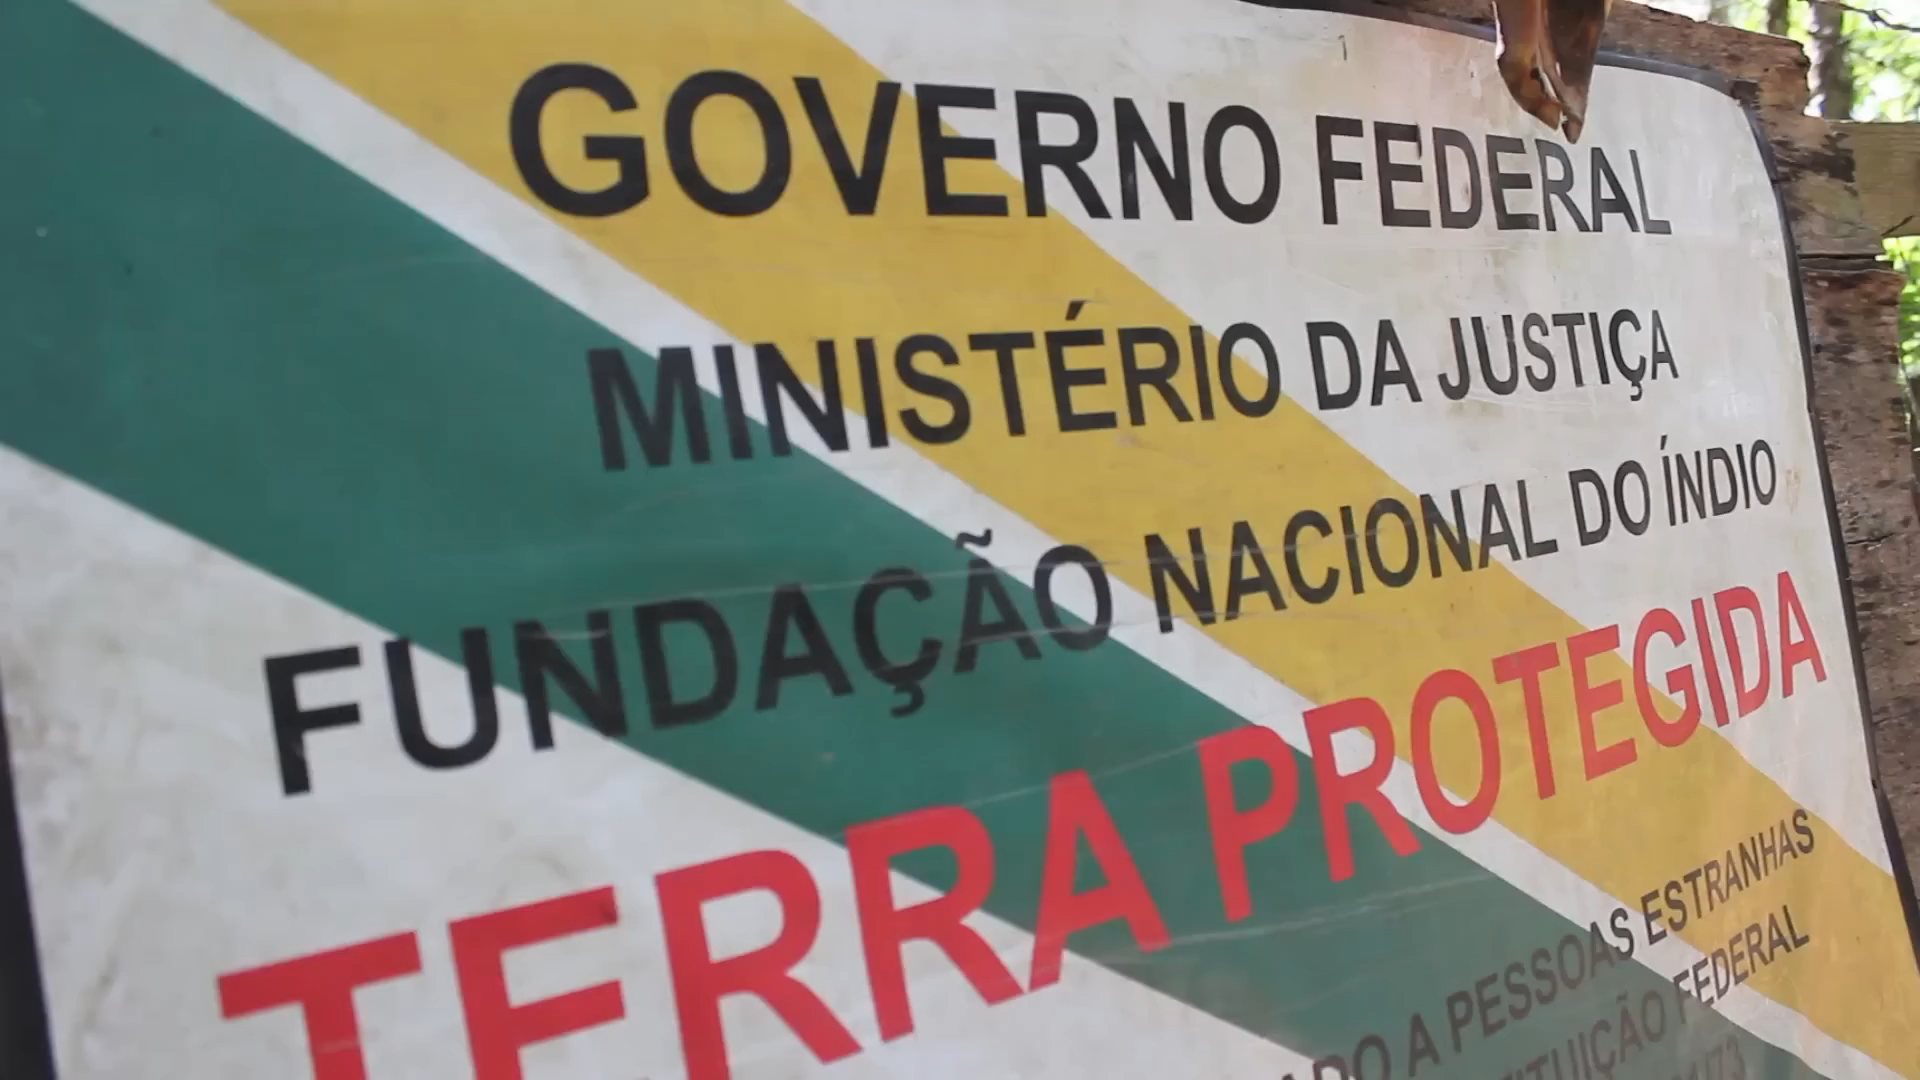 GOVERNO FEDERAL
MINISTÉRIO DA JUSTIÇA
FUNDAÇÃO NACIONAL DO ÍNDIO
TERRA PROTEGIDA
A PESSOAS ESTRANHAS
FEDERAL